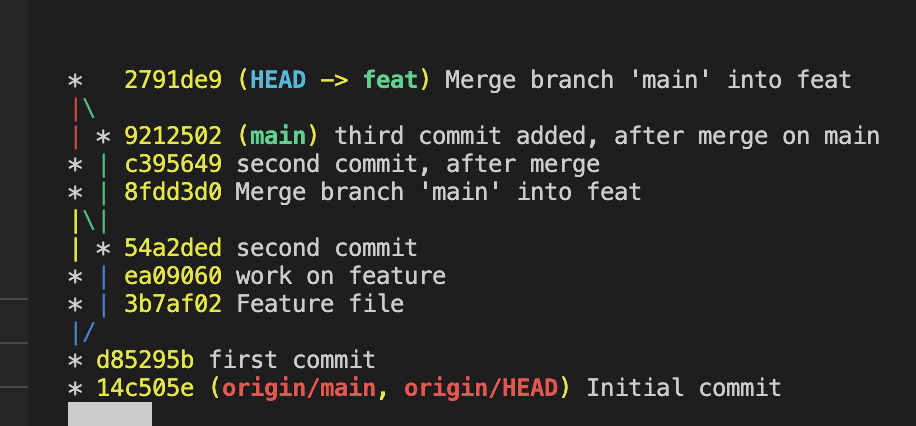 *   2791de9 (HEAD -> feat) Merge branch 'main' into feat
|\
| * 9212502 (main) third commit added, after merge on main
* | c395649 second commit, after merge
* | 8fdd3d0 Merge branch 'main' into feat
|\|
| * 54a2ded second commit
* | ea09060 work on feature
* | 3b7af02 Feature file
|/
* d85295b first commit
* 14c505e (origin/main, origin/HEAD) Initial commit